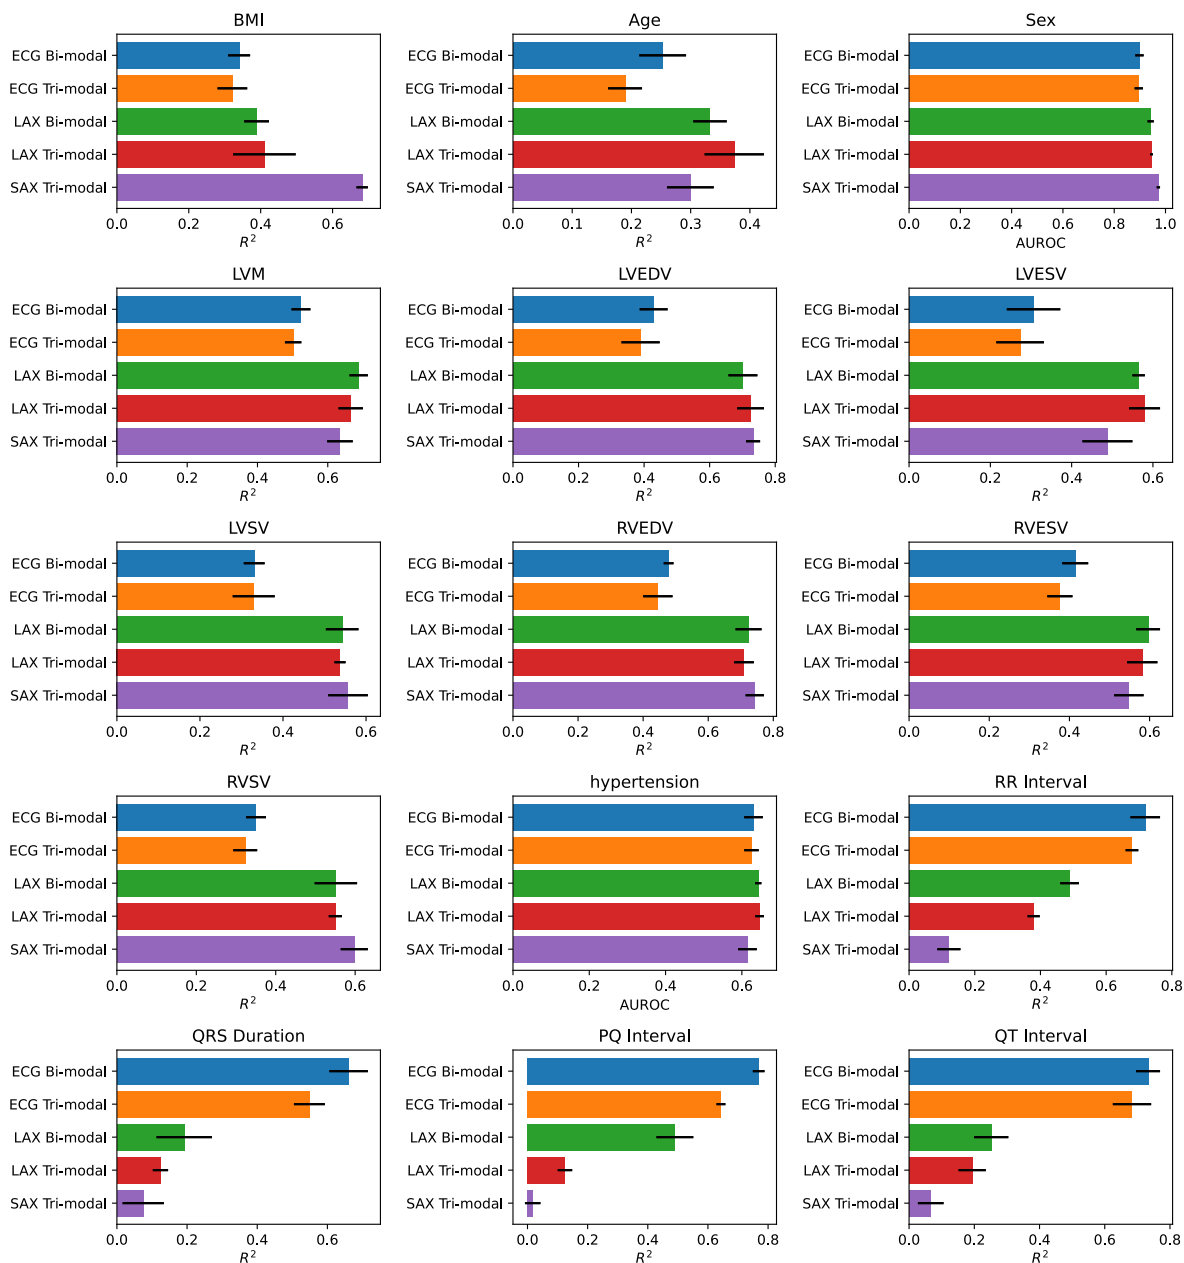 BMI
ECG Bi-modal
ECG Tri-modal
LAX Bi-modal
LAX Tri-modal
SAX Tri-modal
0.0 0.2 0.4 0.6
R²
Age
ECG Bi-modal
ECG Tri-modal
LAX Bi-modal
LAX Tri-modal
SAX Tri-modal
0.0 0.1 0.2 0.3 0.4
R²
Sex
ECG Bi-modal
ECG Tri-modal
LAX Bi-modal
LAX Tri-modal
SAX Tri-modal
0.0 0.2 0.4 0.6 0.8 1.0
AUROC
LVM
ECG Bi-modal
ECG Tri-modal
LAX Bi-modal
LAX Tri-modal
SAX Tri-modal
0.0 0.2 0.4 0.6
R²
LVEDV
ECG Bi-modal
ECG Tri-modal
LAX Bi-modal
LAX Tri-modal
SAX Tri-modal
0.0 0.2 0.4 0.6 0.8
R²
LVESV
ECG Bi-modal
ECG Tri-modal
LAX Bi-modal
LAX Tri-modal
SAX Tri-modal
0.0 0.2 0.4 0.6
R²
LVSV
ECG Bi-modal
ECG Tri-modal
LAX Bi-modal
LAX Tri-modal
SAX Tri-modal
0.0 0.2 0.4 0.6
R²
RVEDV
ECG Bi-modal
ECG Tri-modal
LAX Bi-modal
LAX Tri-modal
SAX Tri-modal
0.0 0.2 0.4 0.6 0.8
R²
RVESV
ECG Bi-modal
ECG Tri-modal
LAX Bi-modal
LAX Tri-modal
SAX Tri-modal
0.0 0.2 0.4 0.6
R²
RVSV
ECG Bi-modal
ECG Tri-modal
LAX Bi-modal
LAX Tri-modal
SAX Tri-modal
0.0 0.2 0.4 0.6
R²
hypertension
ECG Bi-modal
ECG Tri-modal
LAX Bi-modal
LAX Tri-modal
SAX Tri-modal
0.0 0.2 0.4 0.6
AUROC
RR Interval
ECG Bi-modal
ECG Tri-modal
LAX Bi-modal
LAX Tri-modal
SAX Tri-modal
0.0 0.2 0.4 0.6 0.8
R²
QRS Duration
ECG Bi-modal
ECG Tri-modal
LAX Bi-modal
LAX Tri-modal
SAX Tri-modal
0.0 0.2 0.4 0.6
R²
PQ Interval
ECG Bi-modal
ECG Tri-modal
LAX Bi-modal
LAX Tri-modal
SAX Tri-modal
0.0 0.2 0.4 0.6 0.8
R²
QT Interval
ECG Bi-modal
ECG Tri-modal
LAX Bi-modal
LAX Tri-modal
SAX Tri-modal
0.0 0.2 0.4 0.6 0.8
R²